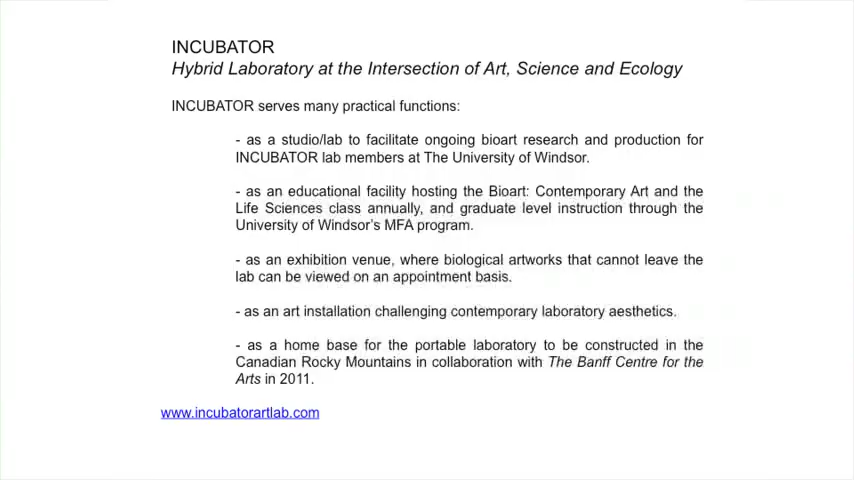 INCUBATOR
Hybrid Laboratory at the Intersection of Art, Science and Ecology
INCUBATOR serves many practical functions:
- as a studio/lab to facilitate ongoing bioart research and production for
INCUBATOR lab members at The University of Windsor.
- as an educational facility hosting the Bioart: Contemporary Art and the
Life Sciences class annually, and graduate level instruction through the
University of Windsor's MFA program.
- as an exhibition venue, where biological artworks that cannot leave the
lab can be viewed on an appointment basis.
- as an art installation challenging contemporary laboratory aesthetics.
- as a home base for the portable laboratory to be constructed in the
Canadian Rocky Mountains in collaboration with The Banff Centre for the
Arts in 2011.
www.incubatorartlab.com